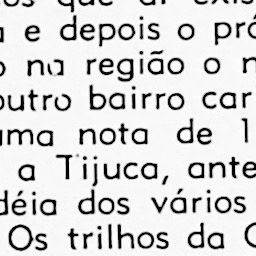 que aí exis
a e depois o pró
o na região o n
outro bairro car
uma nota de 1
a Tijuca, ante
déia dos vários
Os trilhos da C